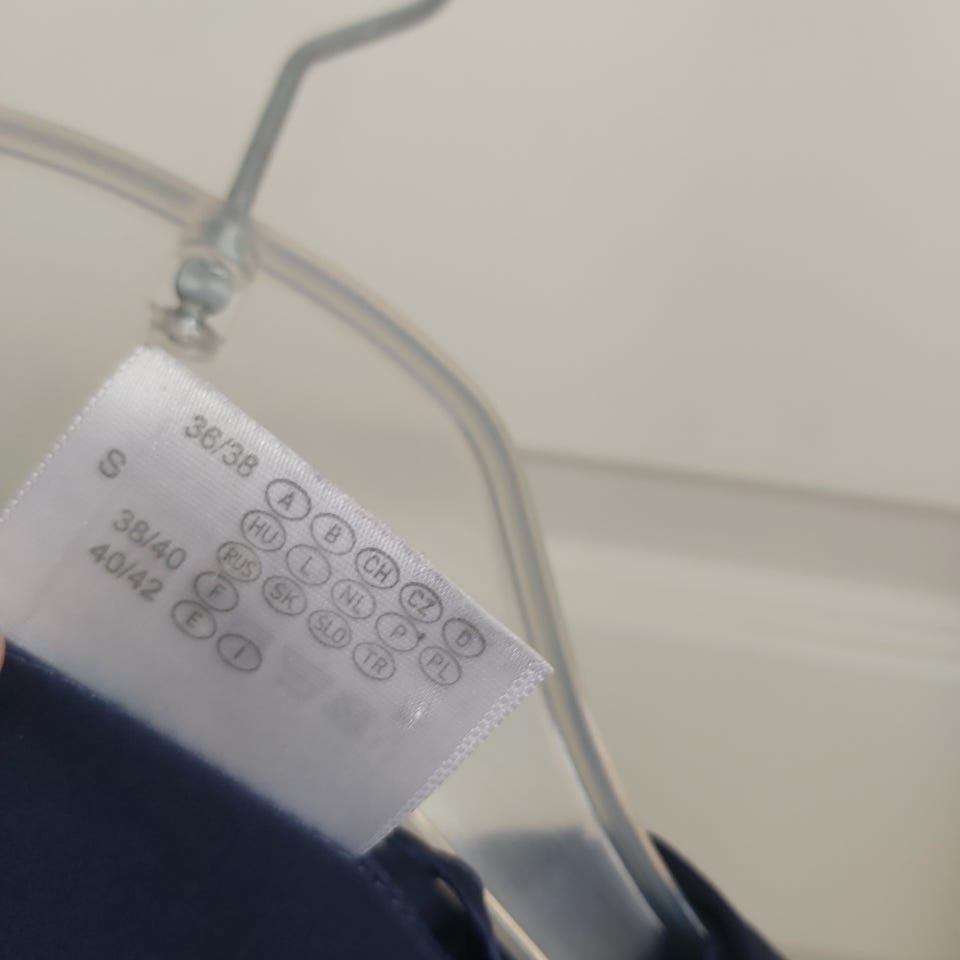 S 36/38 A B CH CZ D
HU L NL P PL
RUS SK SLO TR
38/40 F
40/42 E I